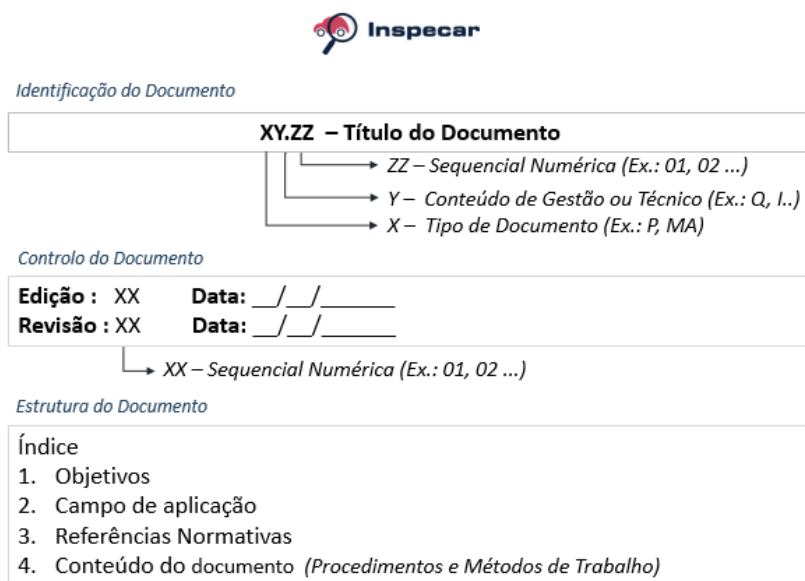 Inspecar
Identificação do Documento
XY.ZZ – Título do Documento
ZZ – Sequencial Numérica (Ex.: 01, 02 ...)
Y – Conteúdo de Gestão ou Técnico (Ex.: Q, I..)
X – Tipo de Documento (Ex.: P, MA)
Controlo do Documento
Edição : XX Data: __/__/______
Revisão : XX Data: __/__/______
XX – Sequencial Numérica (Ex.: 01, 02 ...)
Estrutura do Documento
Índice
1. Objetivos
2. Campo de aplicação
3. Referências Normativas
4. Conteúdo do documento (Procedimentos e Métodos de Trabalho)